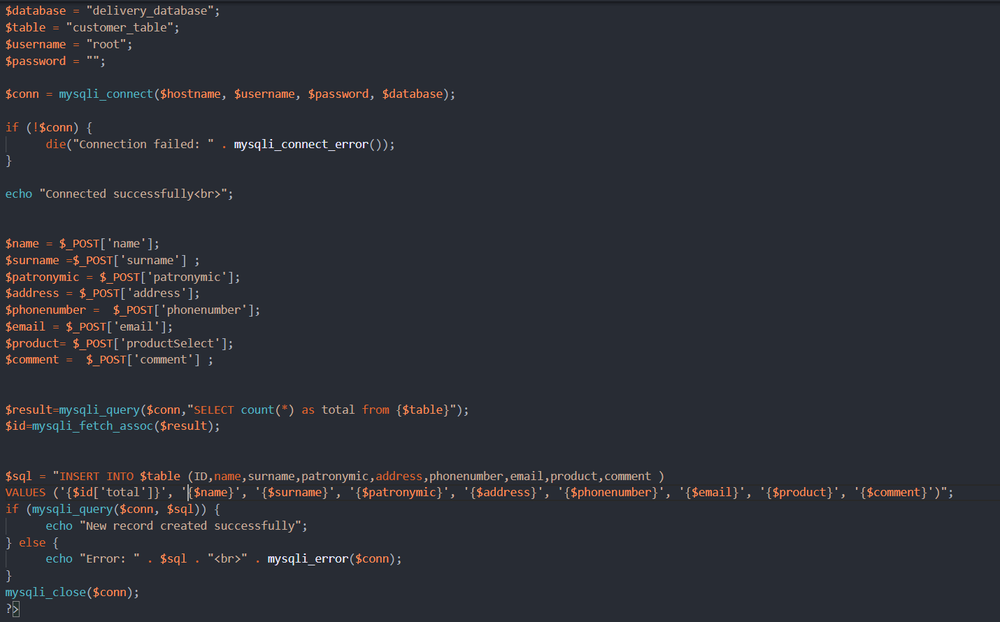 $database = "delivery_database";
$table = "customer_table";
$username = "root";
$password = "";
$conn = mysqli_connect($hostname, $username, $password, $database);
if (!$conn) {
die("Connection failed: " . mysqli_connect_error());
}
echo "Connected successfully<br>";
$name = $_POST['name'];
$surname =$_POST['surname'] ;
$patronymic = $_POST['patronymic'];
$address = $_POST['address'];
$phonenumber =  $_POST['phonenumber'];
$email = $_POST['email'];
$product= $_POST['productSelect'];
$comment =  $_POST['comment'] ;
$result=mysqli_query($conn,"SELECT count(*) as total from {$table}");
$id=mysqli_fetch_assoc($result);
$sql = "INSERT INTO $table (ID,name,surname,patronymic,address,phonenumber,email,product,comment )
VALUES ('{$id['total']}', '{$name}', '{$surname}', '{$patronymic}', '{$address}', '{$phonenumber}', '{$email}', '{$product}', '{$comment}')";
if (mysqli_query($conn, $sql)) {
echo "New record created successfully";
} else {
echo "Error: " . $sql . "<br>" . mysqli_error($conn);
}
mysqli_close($conn);
?>